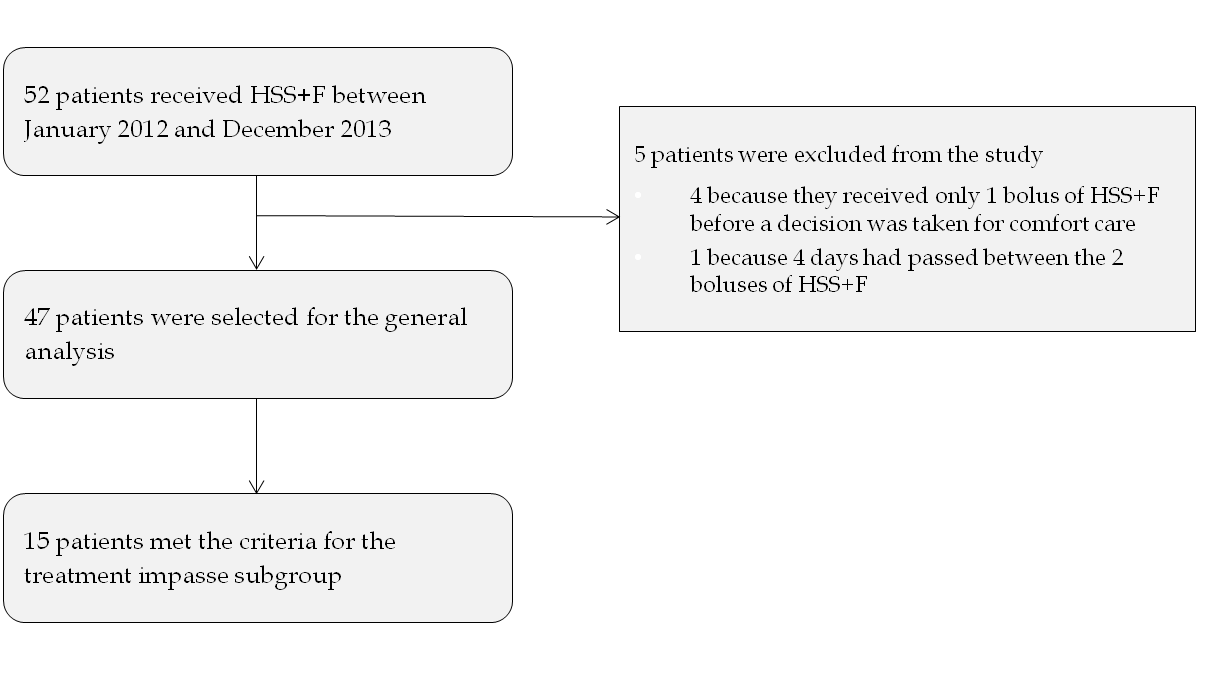 52 patients received HSS+F between
January 2012 and December 2013
5 patients were excluded from the study
• 4 because they received only 1 bolus of HSS+F
before a decision was taken for comfort care
• 1 because 4 days had passed between the 2
boluses of HSS+F
47 patients were selected for the general
analysis
15 patients met the criteria for the
treatment impasse subgroup